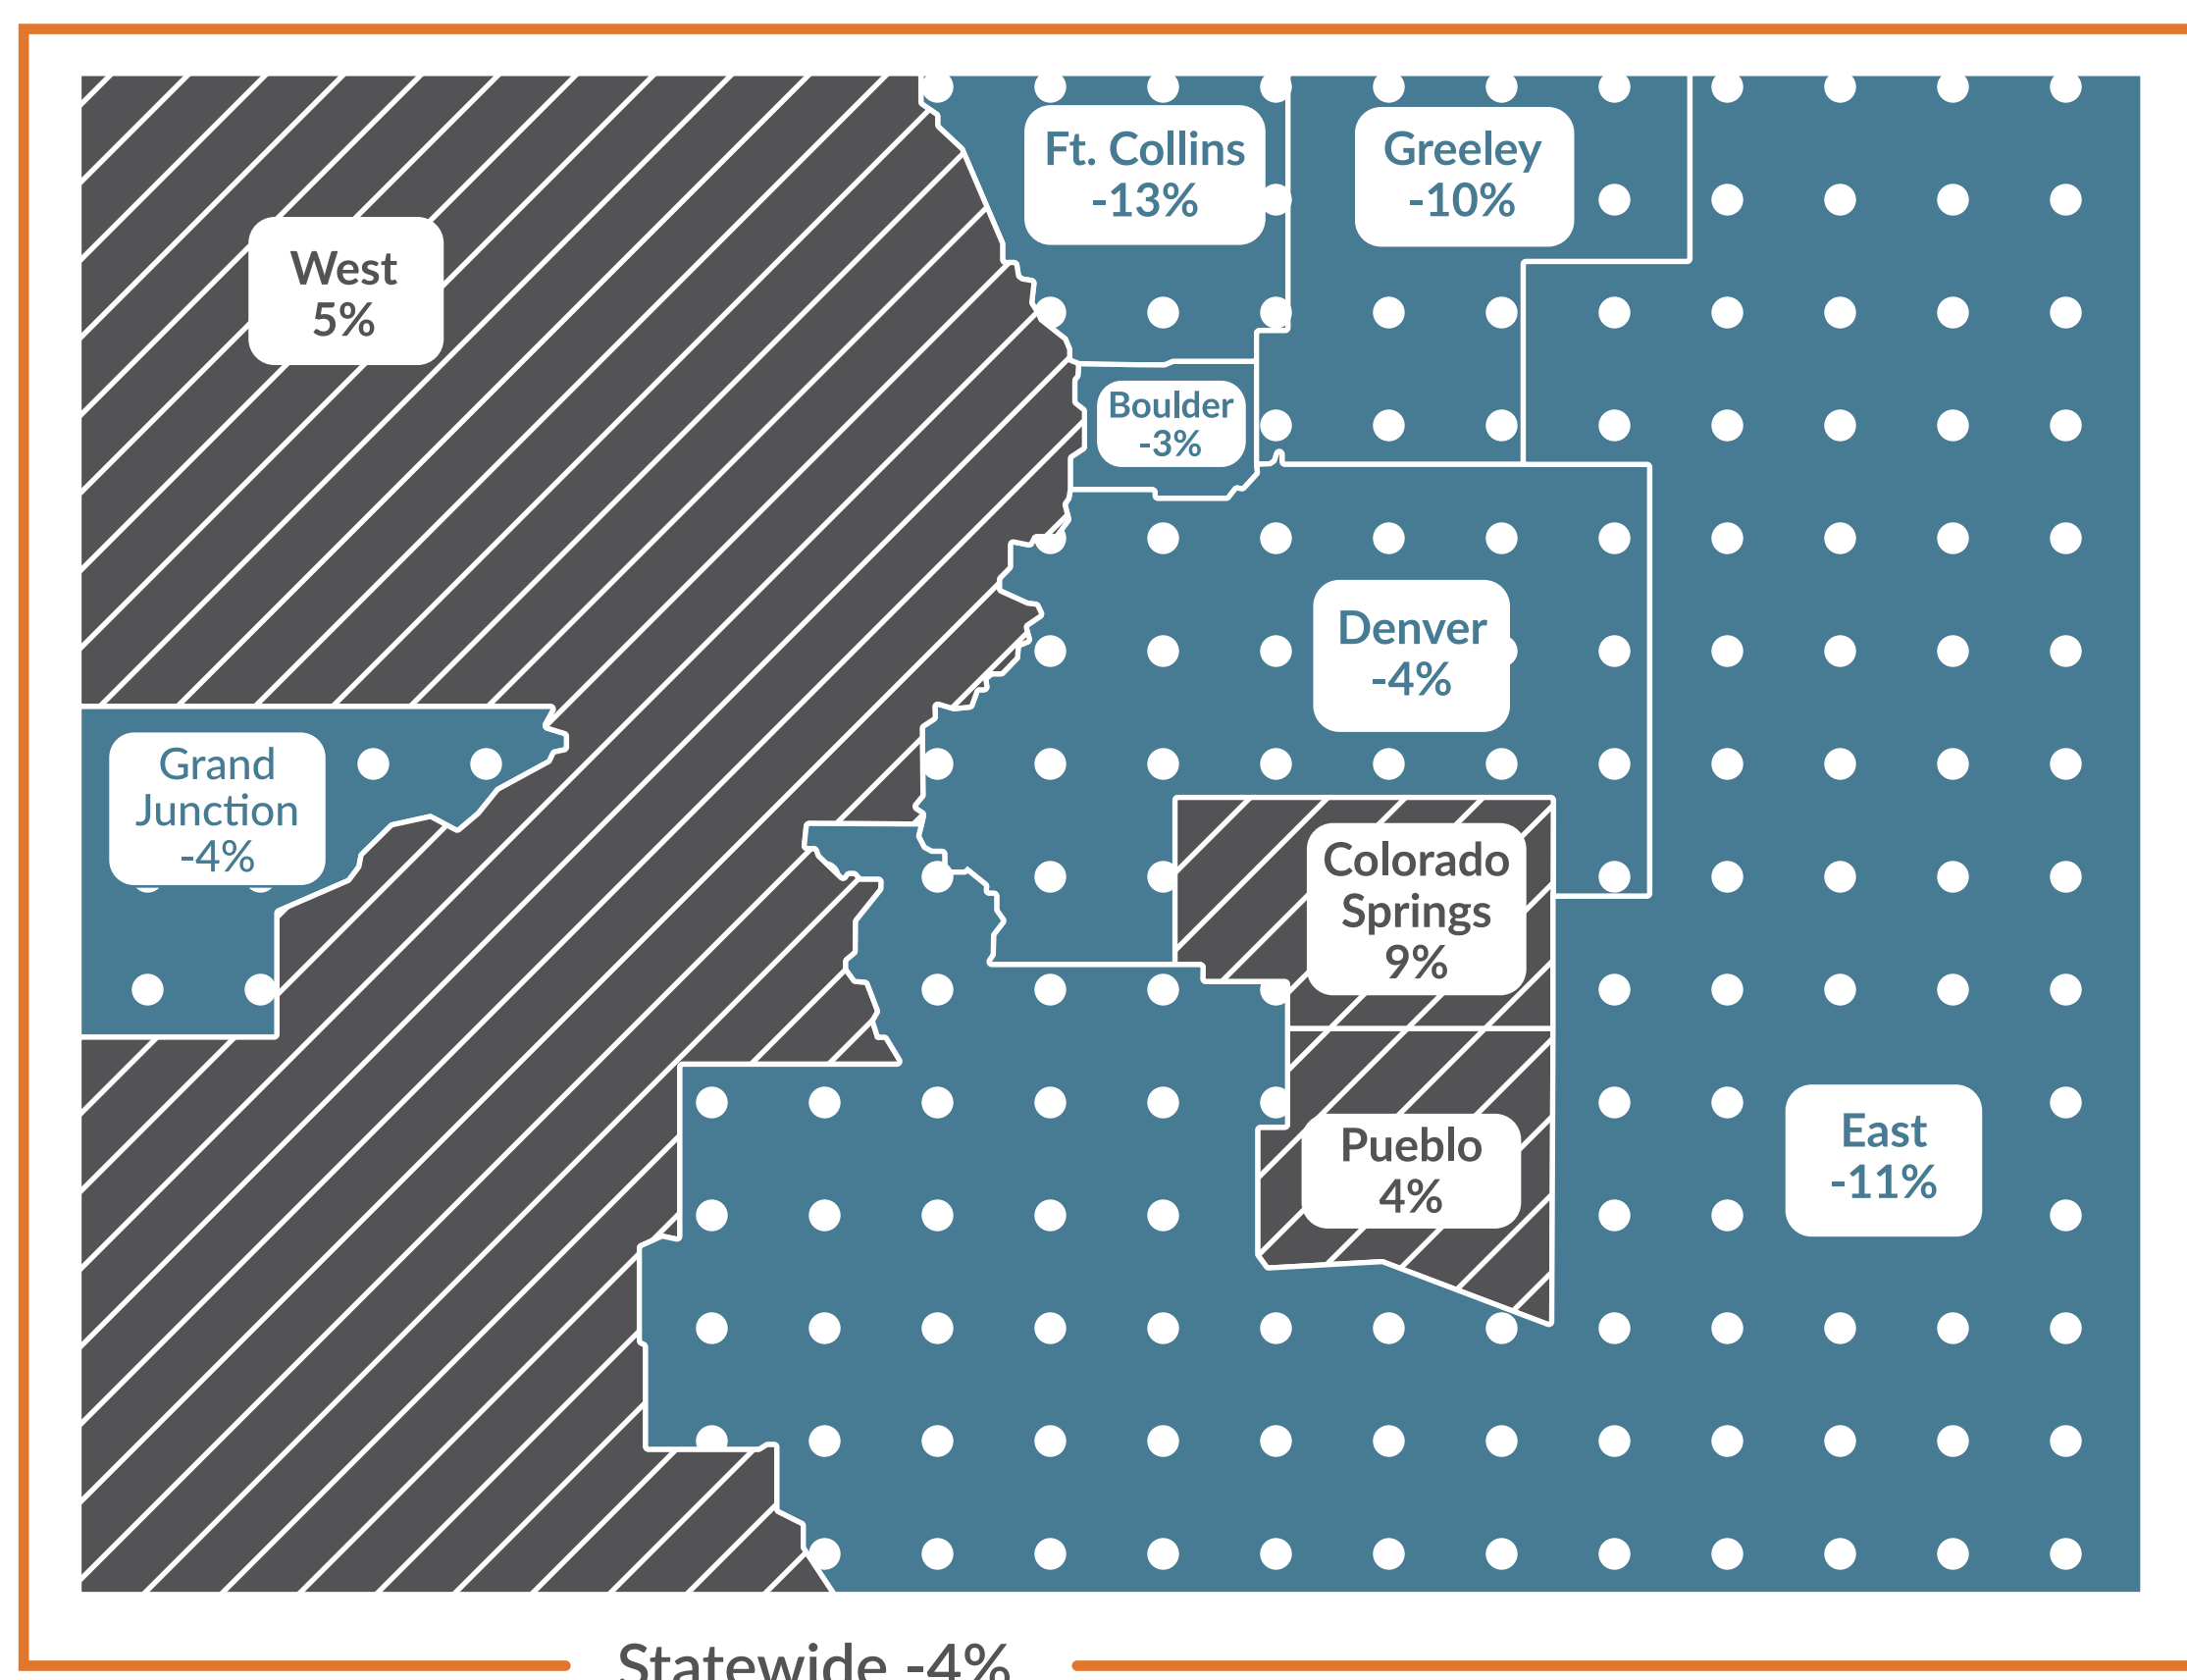 Ft. Collins
-13%
Greeley
-10%
West
5%
Boulder
-3%
Denver
-4%
Grand
Junction
-4%
Colorado
Springs
9%
Pueblo
4%
East
-11%
Statewide -4%